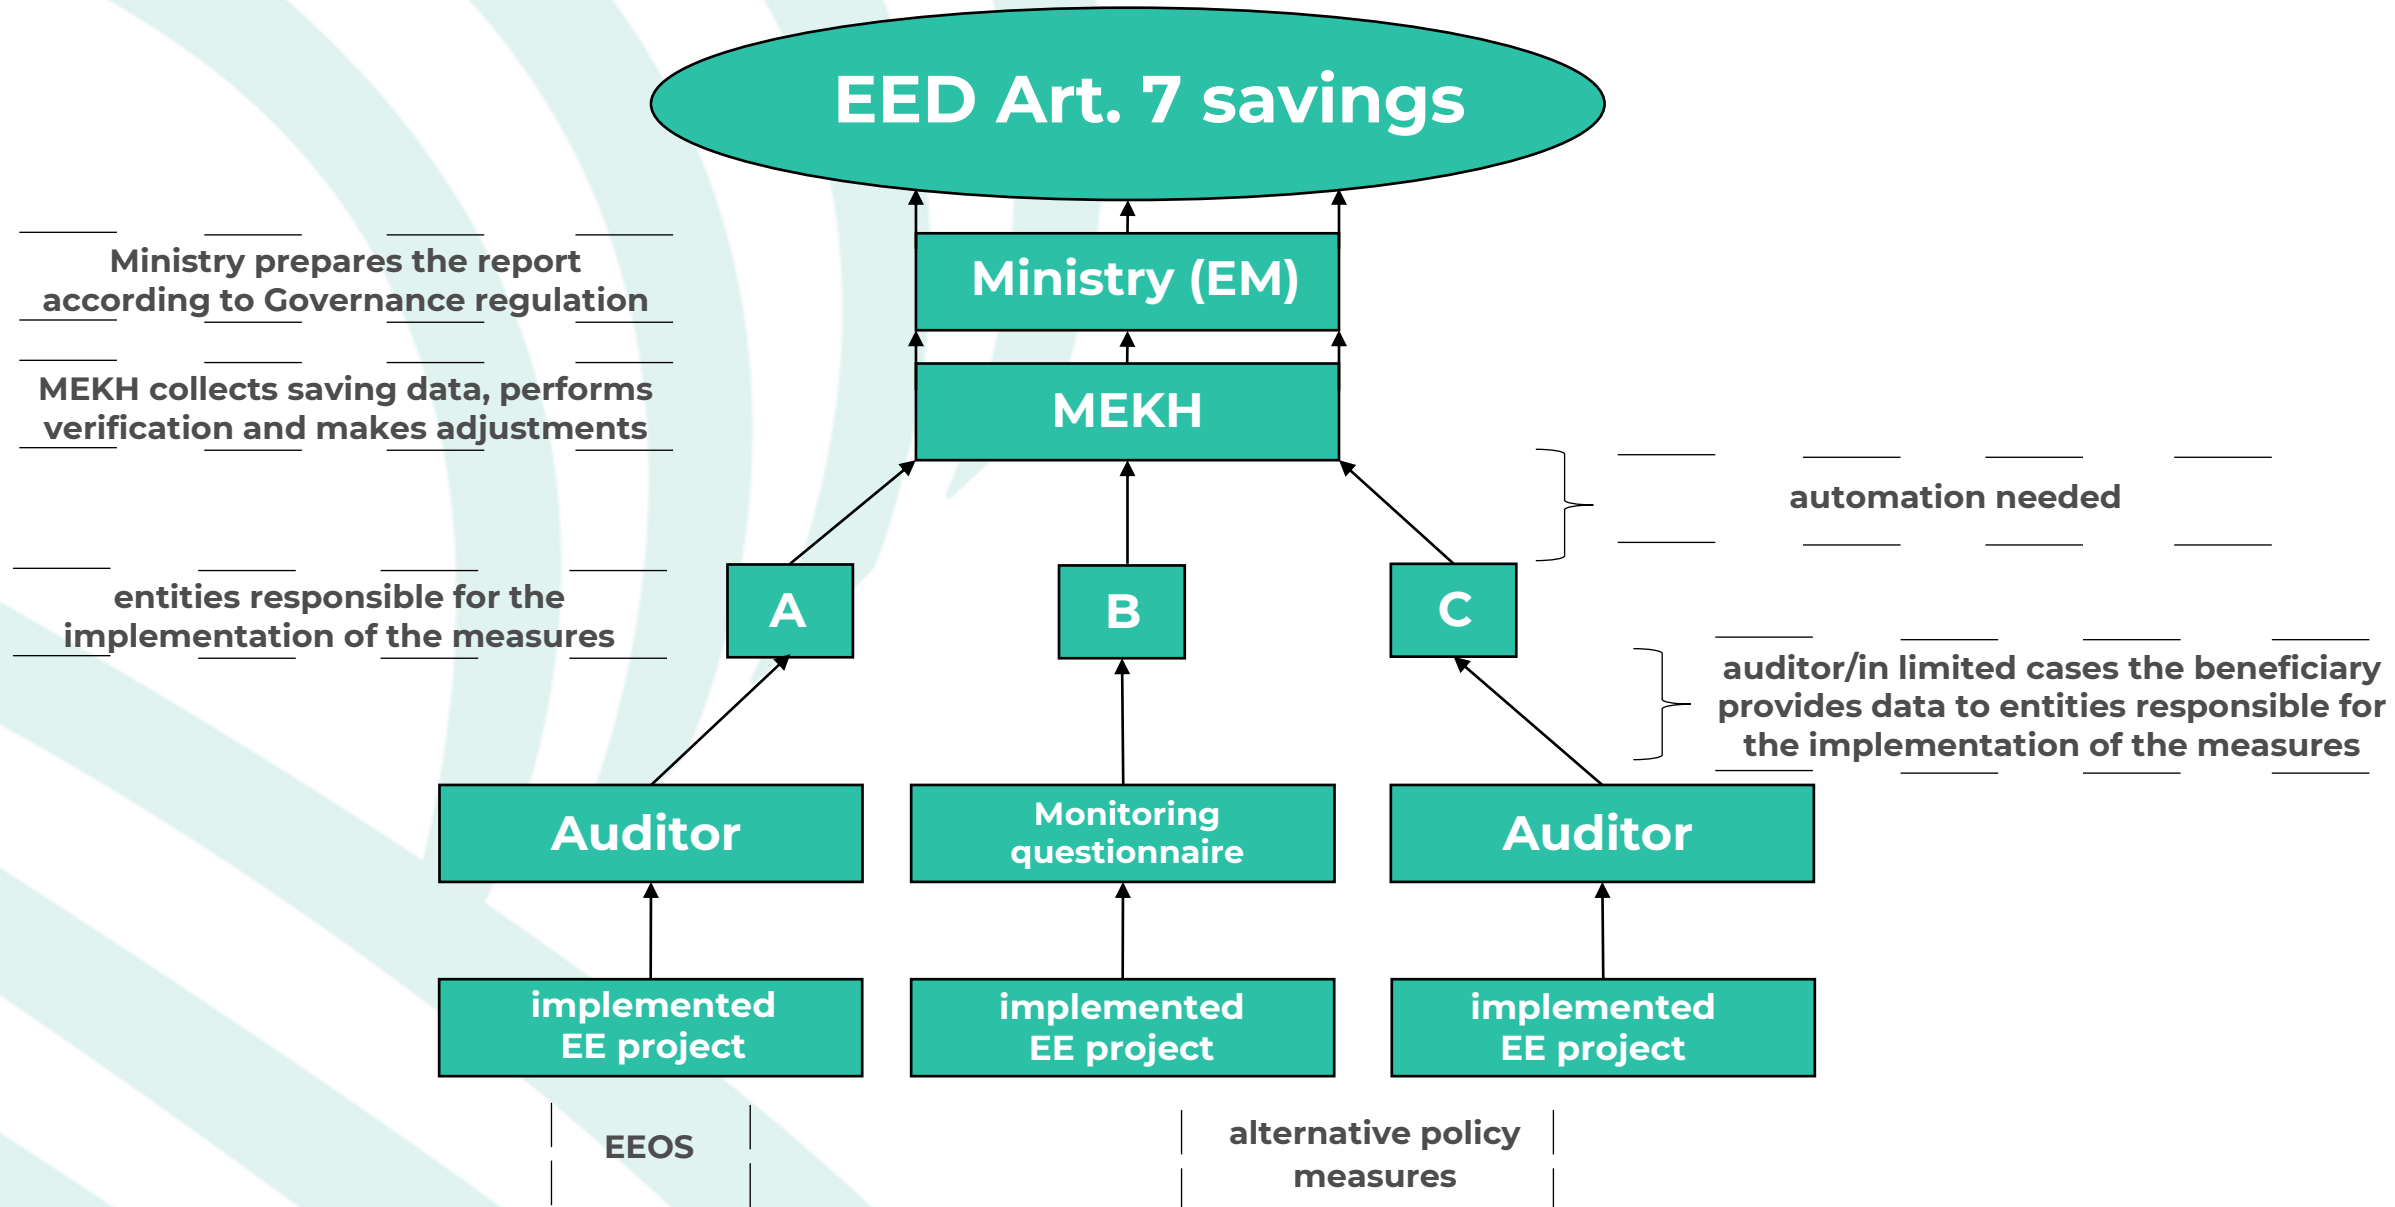 EED Art. 7 savings
Ministry (EM)
Ministry prepares the report
according to Governance regulation
MEKH
MEKH collects saving data, performs
verification and makes adjustments
automation needed
entities responsible for the
implementation of the measures
A
B
C
auditor/in limited cases the beneficiary
provides data to entities responsible for
the implementation of the measures
Auditor
Monitoring
questionnaire
Auditor
implemented
EE project
implemented
EE project
implemented
EE project
EEOS
alternative policy
measures